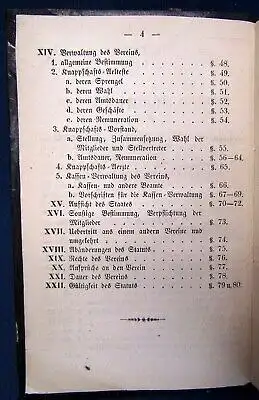 — 4 —
XIV. Verwaltung des Vereins,
1. allgemeine Bestimmung §. 48.
2. Knappschafts-Aelteste §. 49.
a. deren Sprengel §. 50.
b. deren Wahl §. 51.
c. deren Amtsdauer §. 52.
d. deren Geschäfte §. 53.
e. deren Remuneration §. 54.
3. Knappschafts-Vorstand,
a. Stellung, Zusammensetzung, Wahl der
Mitglieder und Stellvertreter §. 55.
b. Amtsdauer, Remuneration §. 56—64.
4. Knappschafts-Aerzte §. 65.
5. Kassen-Verwaltung des Vereins,
a. Kassen- und andere Beamte §. 66.
b. Vorschriften für die Kassen-Verwaltung §. 67—69.
XV. Aufsicht des Staates §. 70—72.
XVI. Sonstige Bestimmung, Verpflichtung der
Mitglieder §. 73.
XVII. Uebertritt aus einem andern Vereine und
umgekehrt §. 74.
XVIII. Abänderungen des Statuts §. 75.
XIX. Rechte des Vereins §. 76.
XX. Ansprüche an den Verein §. 77.
XXI. Dauer des Vereins §. 78.
XXII. Gültigkeit des Statuts §. 79 u. 80.